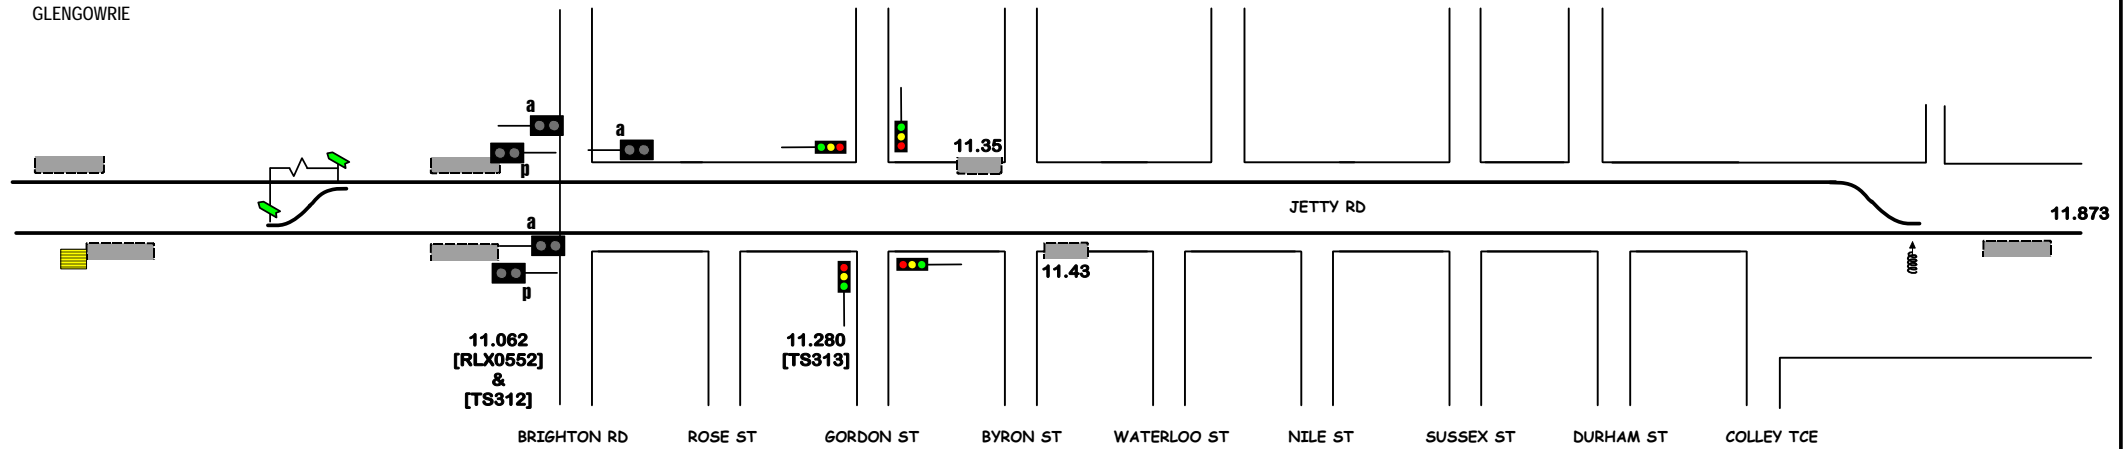 GLENGOWRIE
a
a
p
11.35
JETTY RD
11.873
a
p
11.43
11.062
[RLX0552]
&
[TS312]
11.280
[TS313]
BRIGHTON RD
ROSE ST
GORDON ST
BYRON ST
WATERLOO ST
NILE ST
SUSSEX ST
DURHAM ST
COLLEY TCE